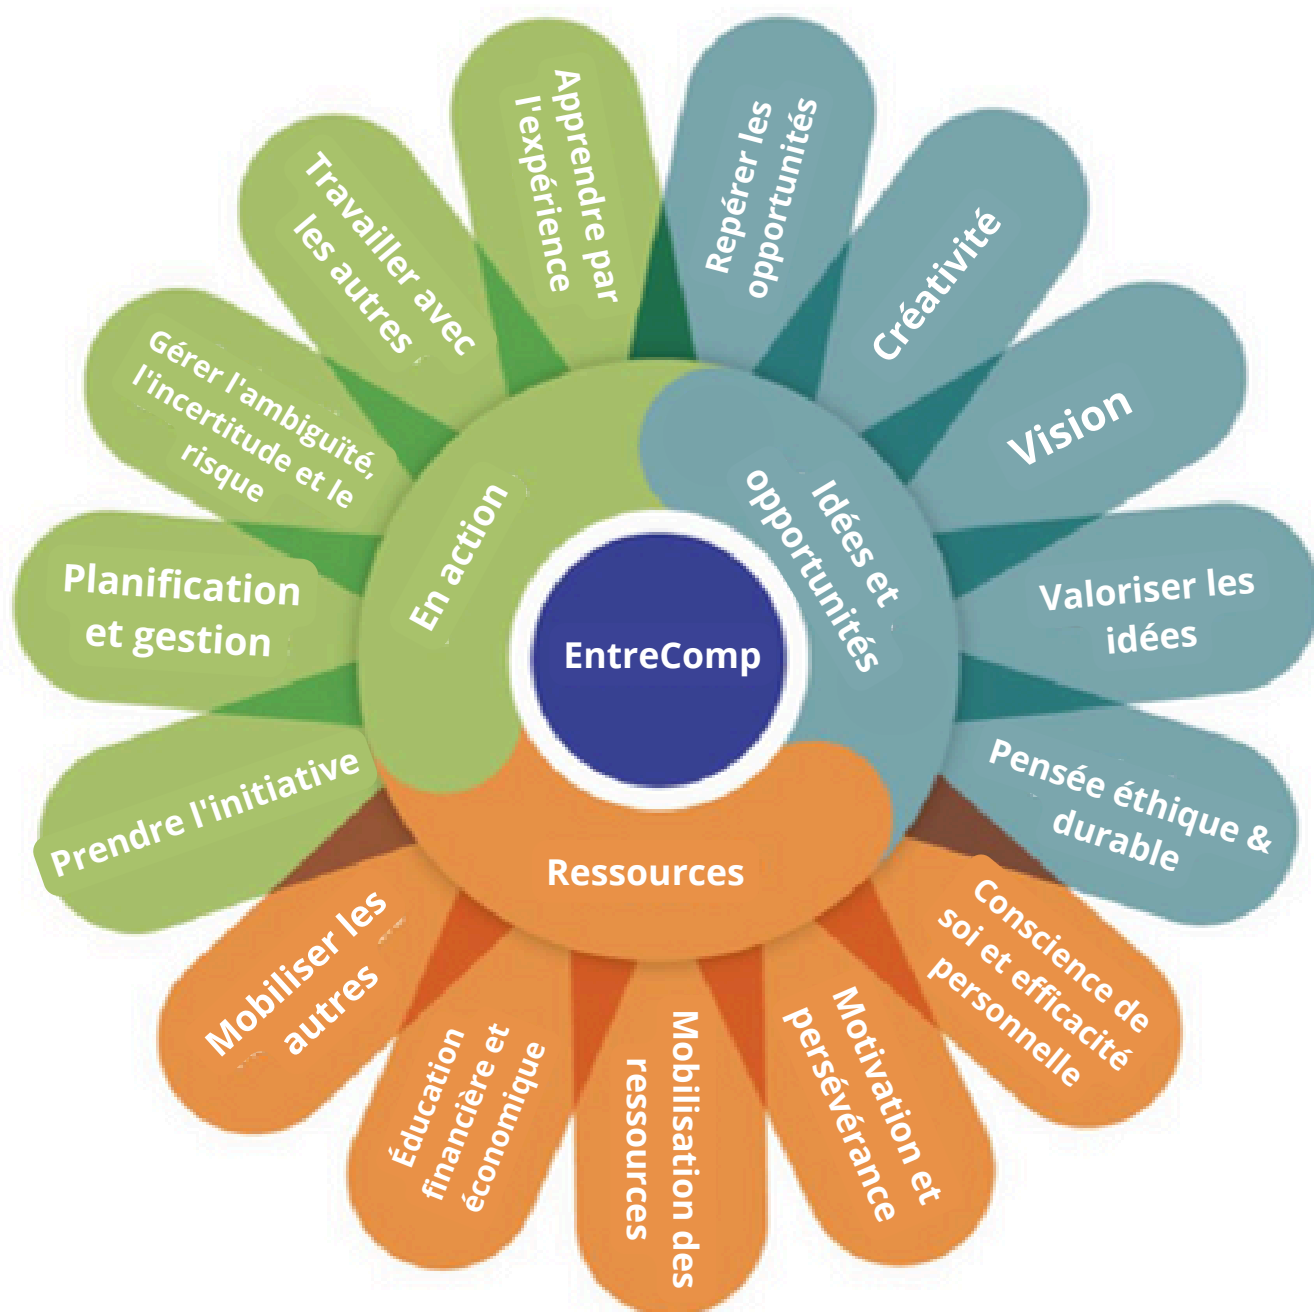 EntreComp
Idées et
opportunités
Ressources
En action
Repérer les
opportunités
Créativité
Vision
Valoriser les
idées
Pensée éthique &
durable
Conscience de
soi et efficacité
personnelle
Motivation et
persévérance
Mobilisation des
ressources
Éducation
financière et
économique
Mobiliser les
autres
Prendre l'initiative
Planification
et gestion
Gérer l'ambiguïté,
l'incertitude et le
risque
Travailler avec
les autres
Apprendre par
l'expérience